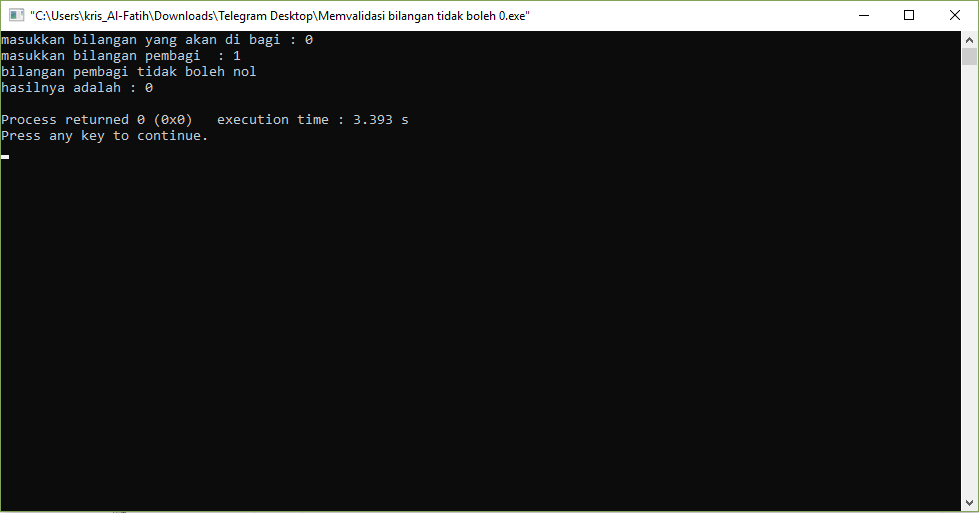 "C:\Users\kris_Al-Fatih\Downloads\Telegram Desktop\Memvalidasi bilangan tidak boleh 0.exe"
masukkan bilangan yang akan di bagi : 0
masukkan bilangan pembagi  : 1
bilangan pembagi tidak boleh nol
hasilnya adalah : 0
Process returned 0 (0x0)   execution time : 3.393 s
Press any key to continue.